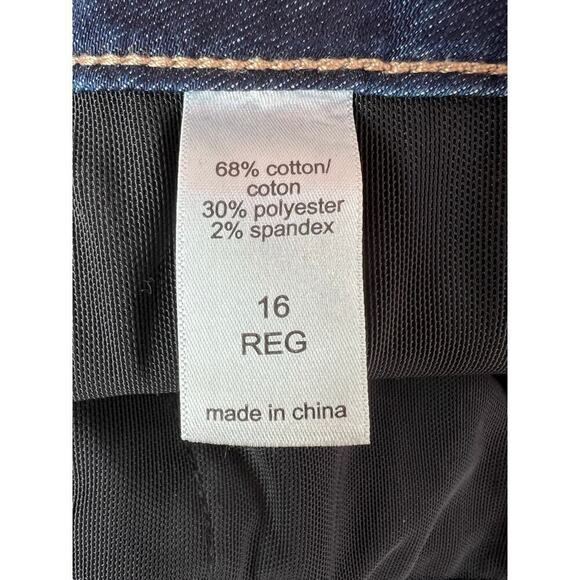 68% cotton/
coton
30% polyester
2% spandex
16
REG
made in china